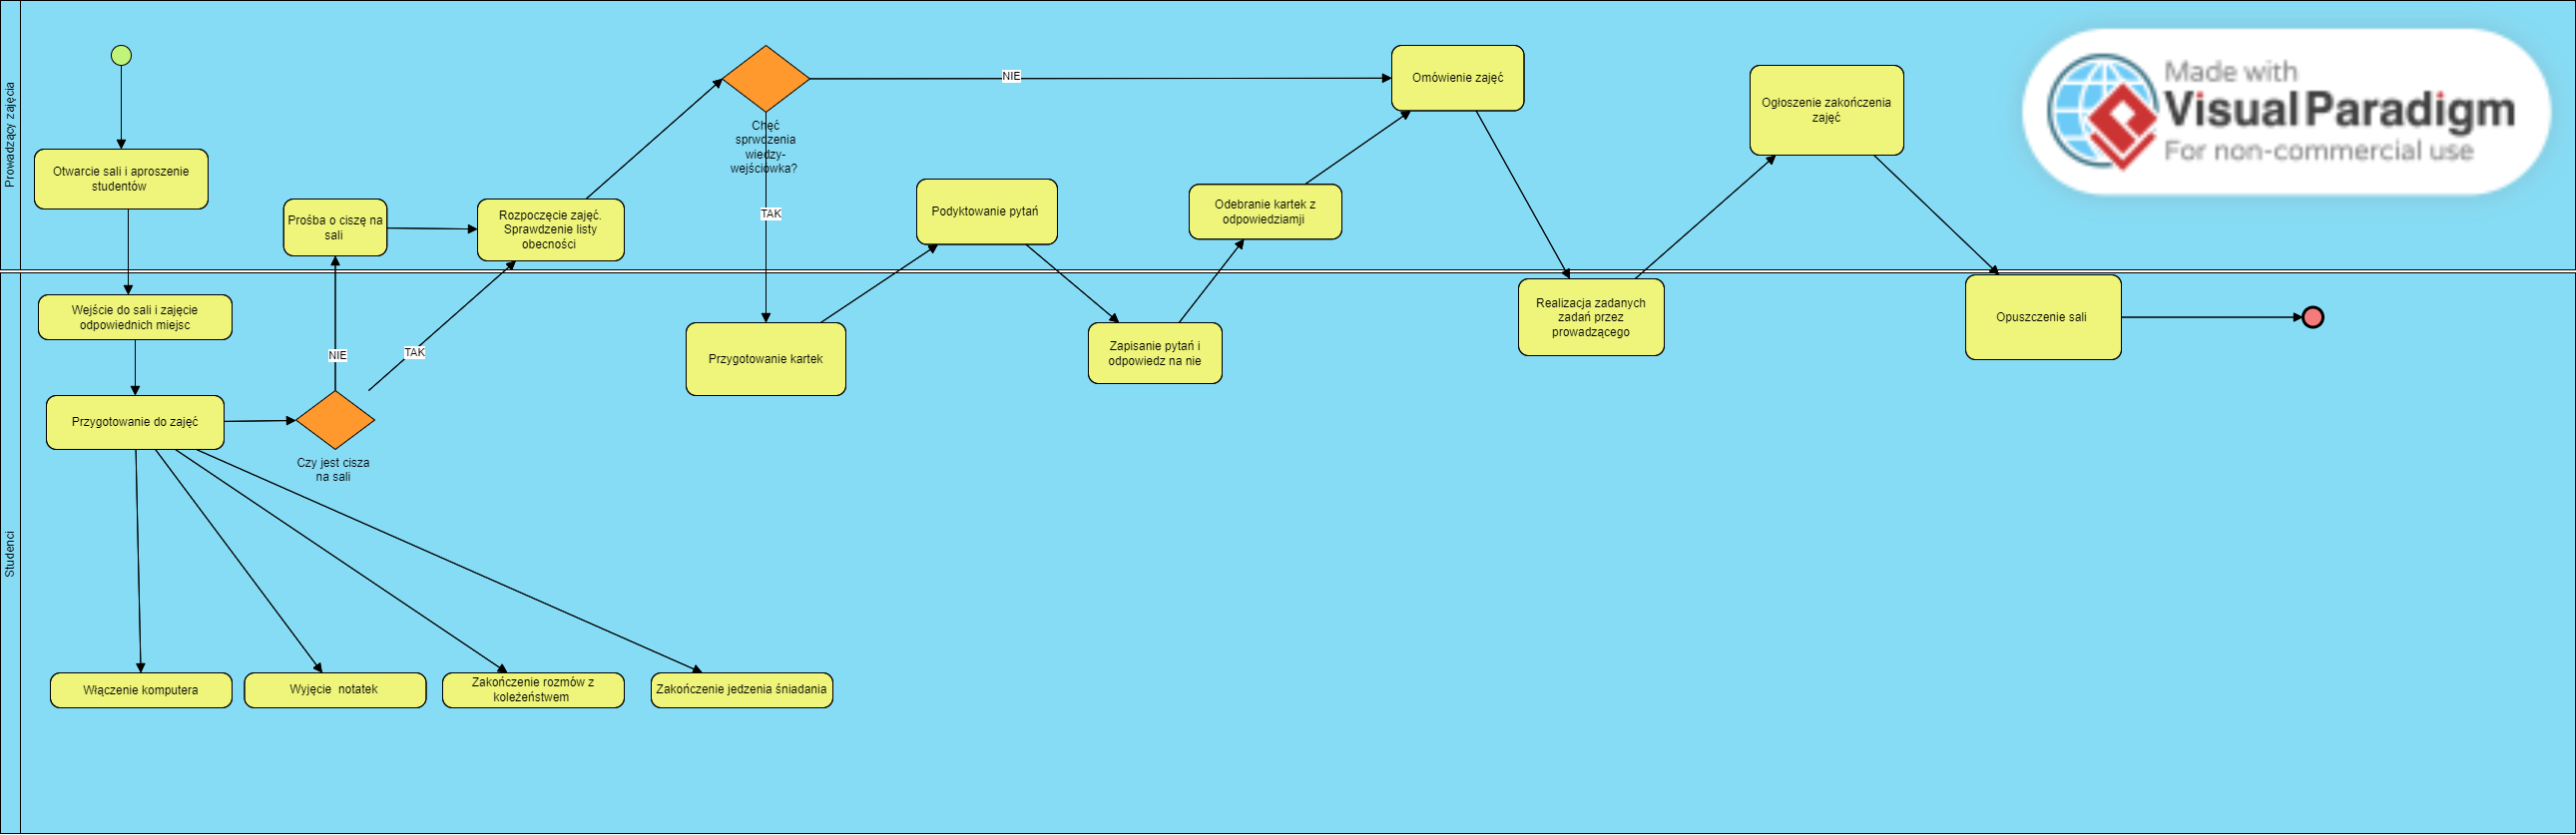 Prowadzący zajęcia
Otwarcie sali i aproszenie
studentów
Prośba o ciszę na
sali
Rozpoczęcie zajęć.
Sprawdzenie listy
obecności
Chęć
sprwdzenia
wiedzy-
wejściówka?
NIE
TAK
Podyktowanie pytań
Odebranie kartek z
odpowiedziamji
Omówienie zajęć
Ogłoszenie zakończenia
zajęć
Made with
Visual Paradigm
For non-commercial use
Studenci
Wejście do sali i zajęcie
odpowiednich miejsc
Przygotowanie do zajęć
NIE
TAK
Czy jest cisza
na sali
Przygotowanie kartek
Zapisanie pytań i
odpowiedz na nie
Realizacja zadanych
zadań przez
prowadzącego
Opuszczenie sali
Włączenie komputera
Wyjęcie notatek
Zakończenie rozmów z
koleżeństwem
Zakończenie jedzenia śniadania